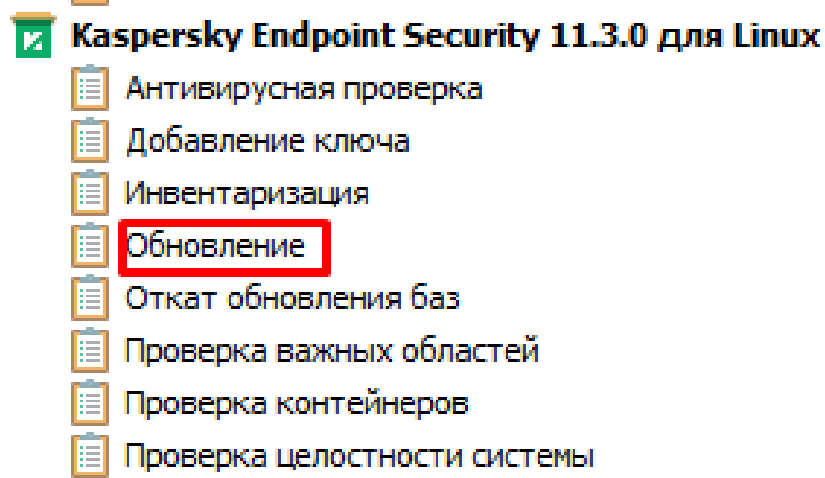 Kaspersky Endpoint Security 11.3.0 для Linux
Антивирусная проверка
Добавление ключа
Инвентаризация
Обновление
Откат обновления баз
Проверка важных областей
Проверка контейнеров
Проверка целостности системы